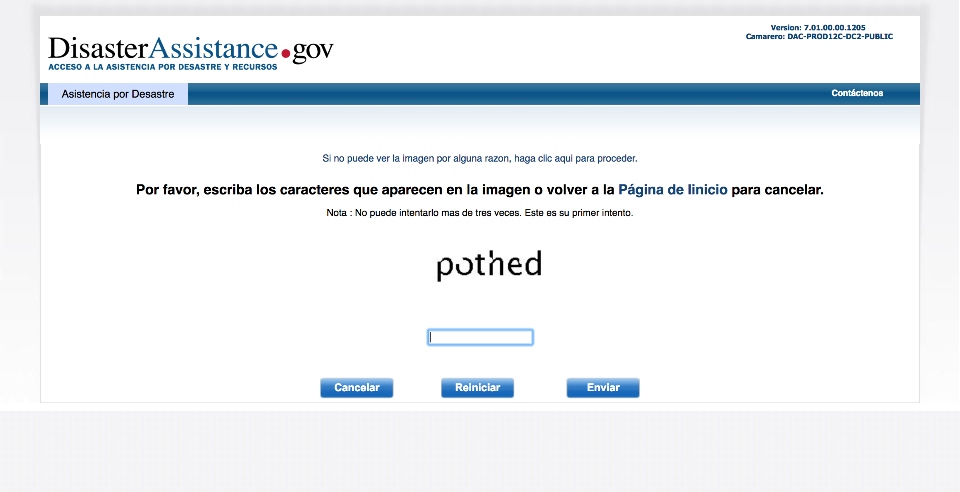 Version: 7.01.00.00.1205
Camarero: DAC-PROD12C-DC2-PUBLIC
DisasterAssistance.gov
ACCESO A LA ASISTENCIA POR DESASTRE Y RECURSOS
Asistencia por Desastre
Contáctenos
Si no puede ver la imagen por alguna razon, haga clic aqui para proceder.
Por favor, escriba los caracteres que aparecen en la imagen o volver a la Página de Iinicio para cancelar.
Nota : No puede intentarlo mas de tres veces. Este es su primer intento.
pothed
Cancelar
Reiniciar
Enviar